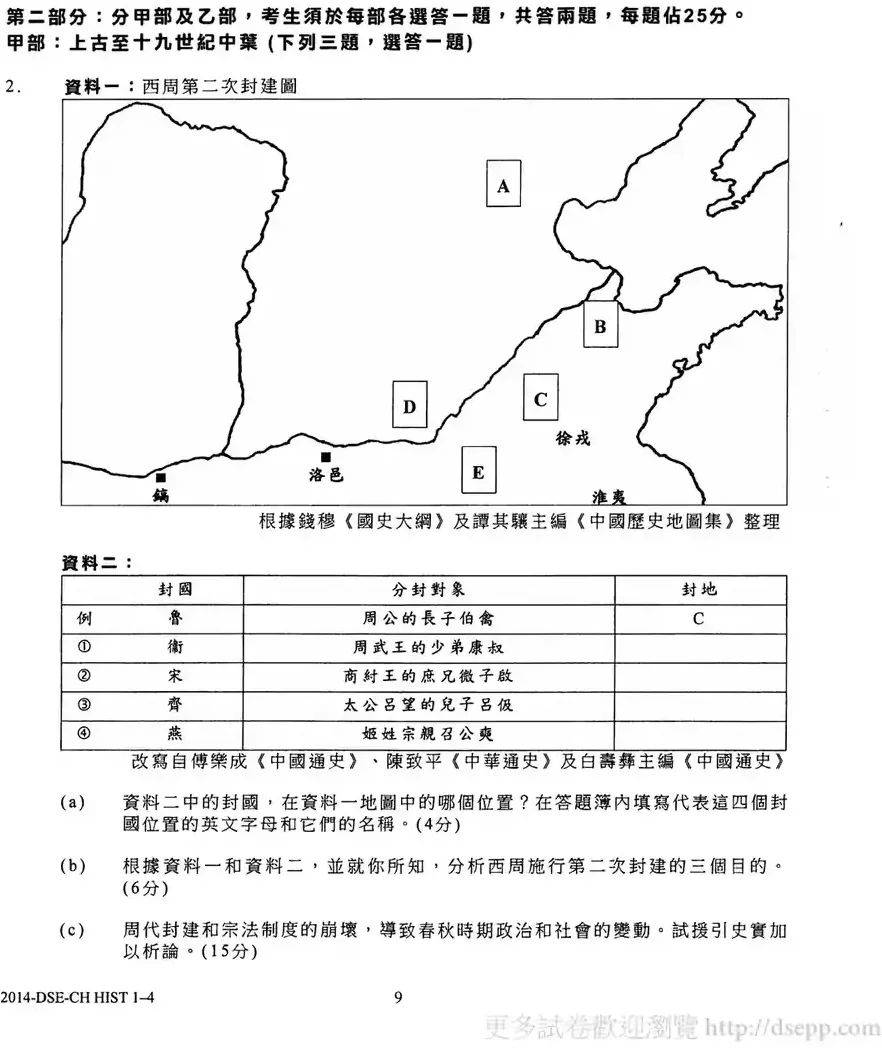 第二部分：分甲部及乙部，考生須於每部各選答一題，共答兩題，每題佔25分。
甲部：上古至十九世紀中葉 (下列三題，選答一題)
2. 資料一：西周第二次封建圖
A
B
C
D
徐戎
洛邑
E
鎬
淮夷
根據錢穆《國史大綱》及譚其驤主編《中國歷史地圖集》整理
資料二：
封國 分封對象 封地
例 魯 周公的長子伯禽 C
① 衞 周武王的少弟康叔
② 宋 商紂王的庶兄微子啟
③ 齊 太公呂望的兒子呂伋
④ 燕 姬姓宗親召公奭
改寫自傅樂成《中國通史》、陳致平《中華通史》及白壽彝主編《中國通史》
(a) 資料二中的封國，在資料一地圖中的哪個位置？在答題簿內填寫代表這四個封
國位置的英文字母和它們的名稱。(4分)
(b) 根據資料一和資料二，並就你所知，分析西周施行第二次封建的三個目的。
(6分)
(c) 周代封建和宗法制度的崩壞，導致春秋時期政治和社會的變動。試援引史實加
以析論。(15分)
2014-DSE-CH HIST 1–4 9
更多試卷歡迎瀏覽 http://dsepp.com